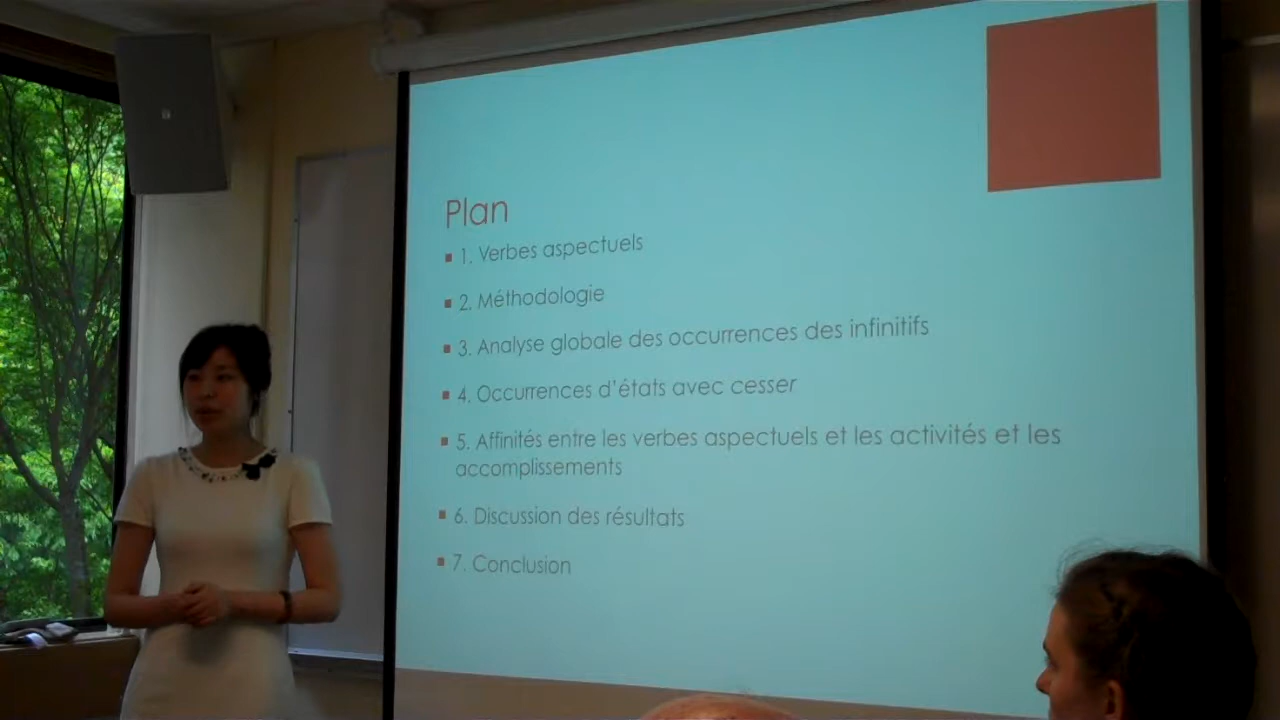 Plan
1. Verbes aspectuels
2. Méthodologie
3. Analyse globale des occurrences des infinitifs
4. Occurrences d'états avec cesser
5. Affinités entre les verbes aspectuels et les activités et les
accomplissements
6. Discussion des résultats
7. Conclusion